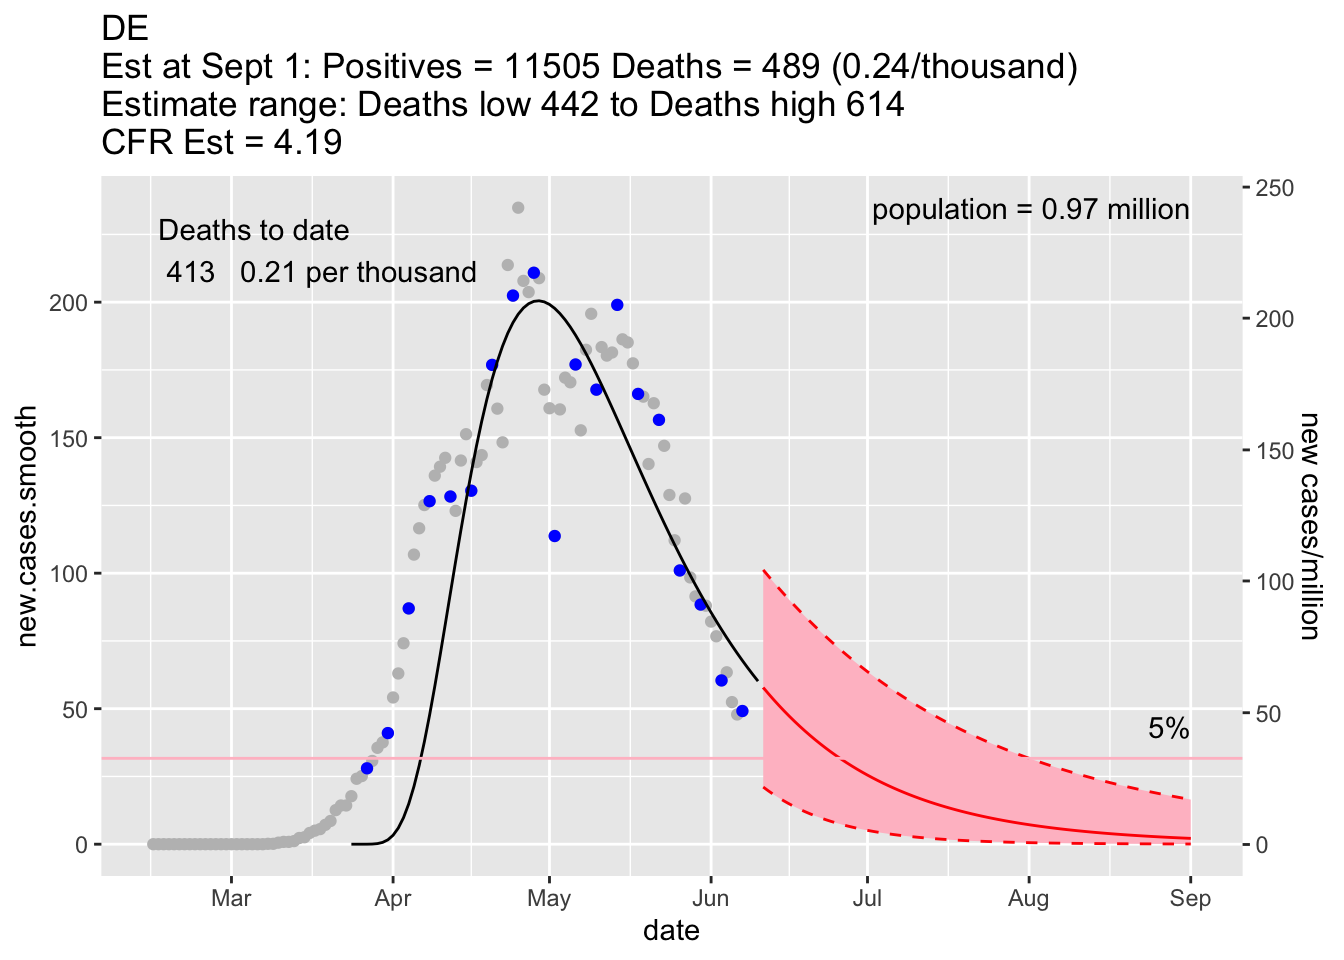 DE
Est at Sept 1: Positives = 11505 Deaths = 489 (0.24/thousand)
Estimate range: Deaths low 442 to Deaths high 614
CFR Est = 4.19
Deaths to date
413 0.21 per thousand
population = 0.97 million
5%
new.cases.smooth
200
150
100
50
0
250
200
150
100
50
0
new cases/million
Mar Apr May Jun Jul Aug Sep
date